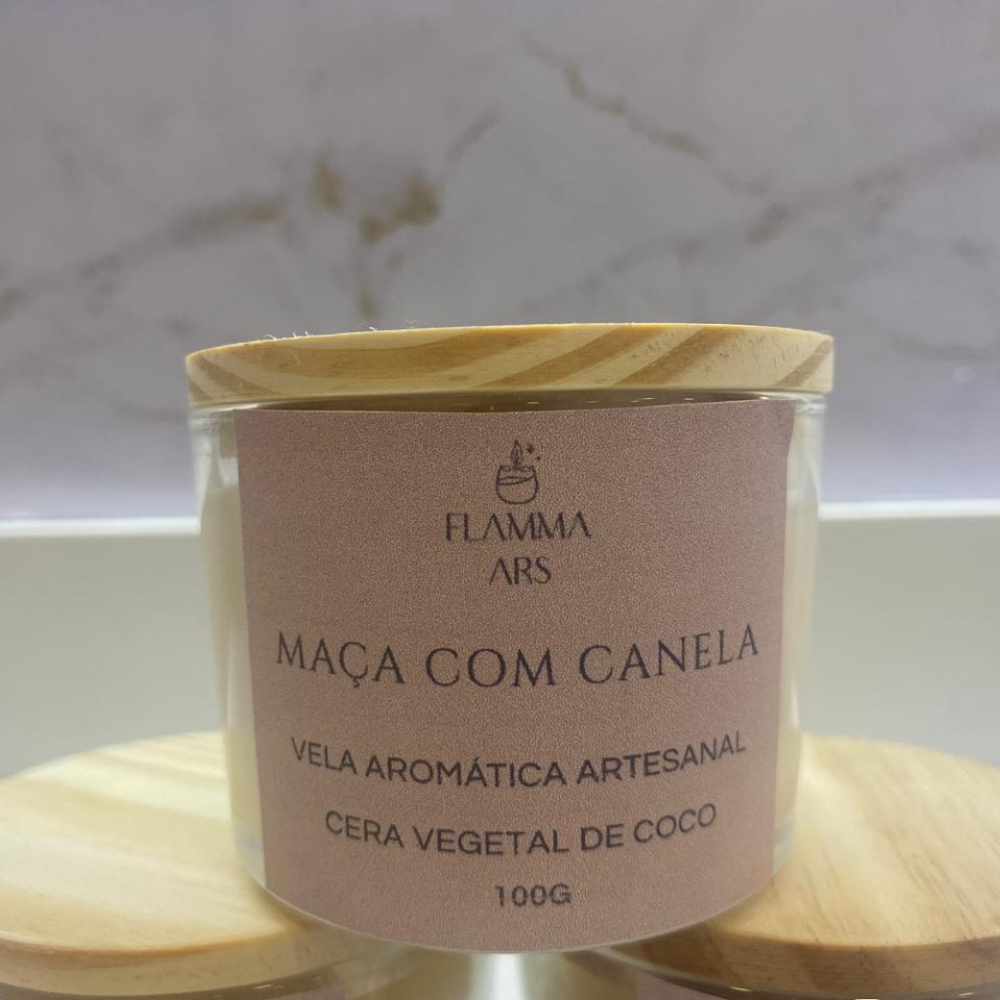 FLAMMA
ARS
MAÇA COM CANELA
VELA AROMÁTICA ARTESANAL
CERA VEGETAL DE COCO
100G